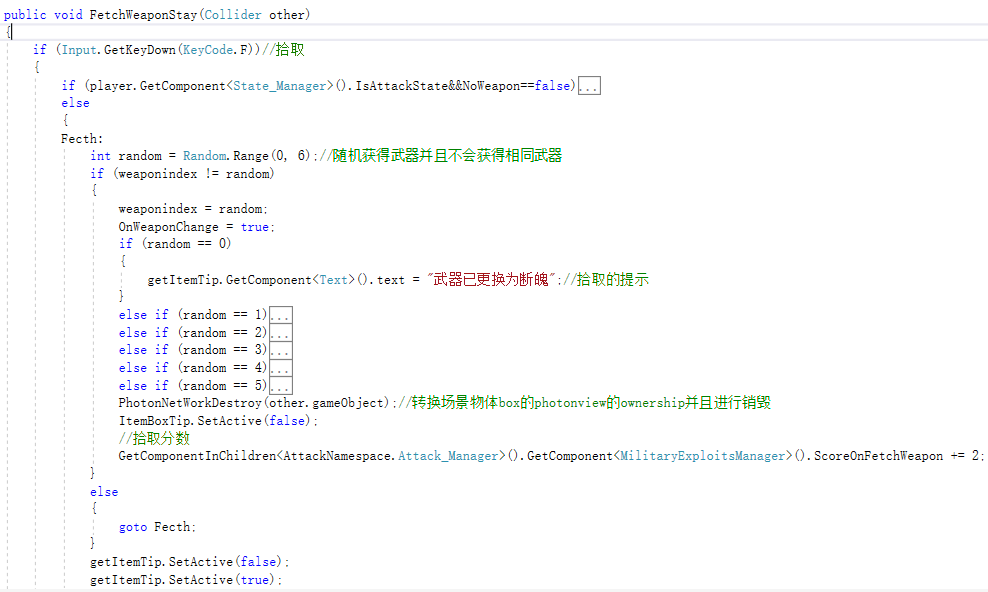 public void FetchWeaponStay(Collider other)
{
if (Input.GetKeyDown(KeyCode.F))//拾取
{
if (player.GetComponent<State_Manager>().IsAttackState&&NoWeapon==false)...
else
{
Fecth:
int random = Random.Range(0, 6);//随机获得武器并且不会获得相同武器
if (weaponindex != random)
{
weaponindex = random;
OnWeaponChange = true;
if (random == 0)
{
getItemTip.GetComponent<Text>().text = "武器已更换为断魄";//拾取的提示
}
else if (random == 1)...
else if (random == 2)...
else if (random == 3)...
else if (random == 4)...
else if (random == 5)...
PhotonNetWorkDestroy(other.gameObject);//转换场景物体box的photonview的ownership并且进行销毁
ItemBoxTip.SetActive(false);
//拾取分数
GetComponentInChildren<AttackNamespace.Attack_Manager>().GetComponent<MilitaryExploitsManager>().ScoreOnFetchWeapon += 2;
}
else
{
goto Fecth;
}
getItemTip.SetActive(false);
getItemTip.SetActive(true);